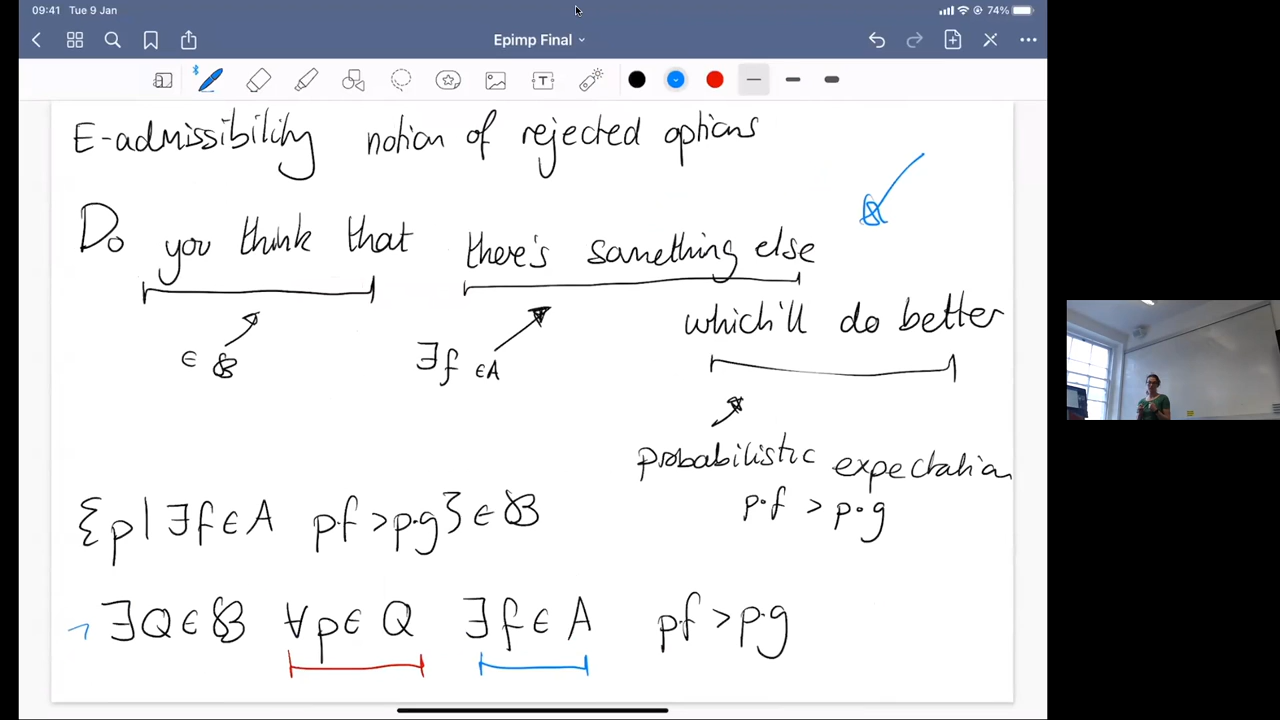 09:41 Tue 9 Jan
74%
Epimp Final
E-admissibility notion of rejected options
Do you think that there's something else
which'll do better
∈ ℬ
∃f ∈A
probabilistic expectation
p·f > p·g
{p| ∃f∈A p·f > p·g} ∈ ℬ
∃Q∈ℬ ∀p∈Q ∃f∈A p·f > p·g